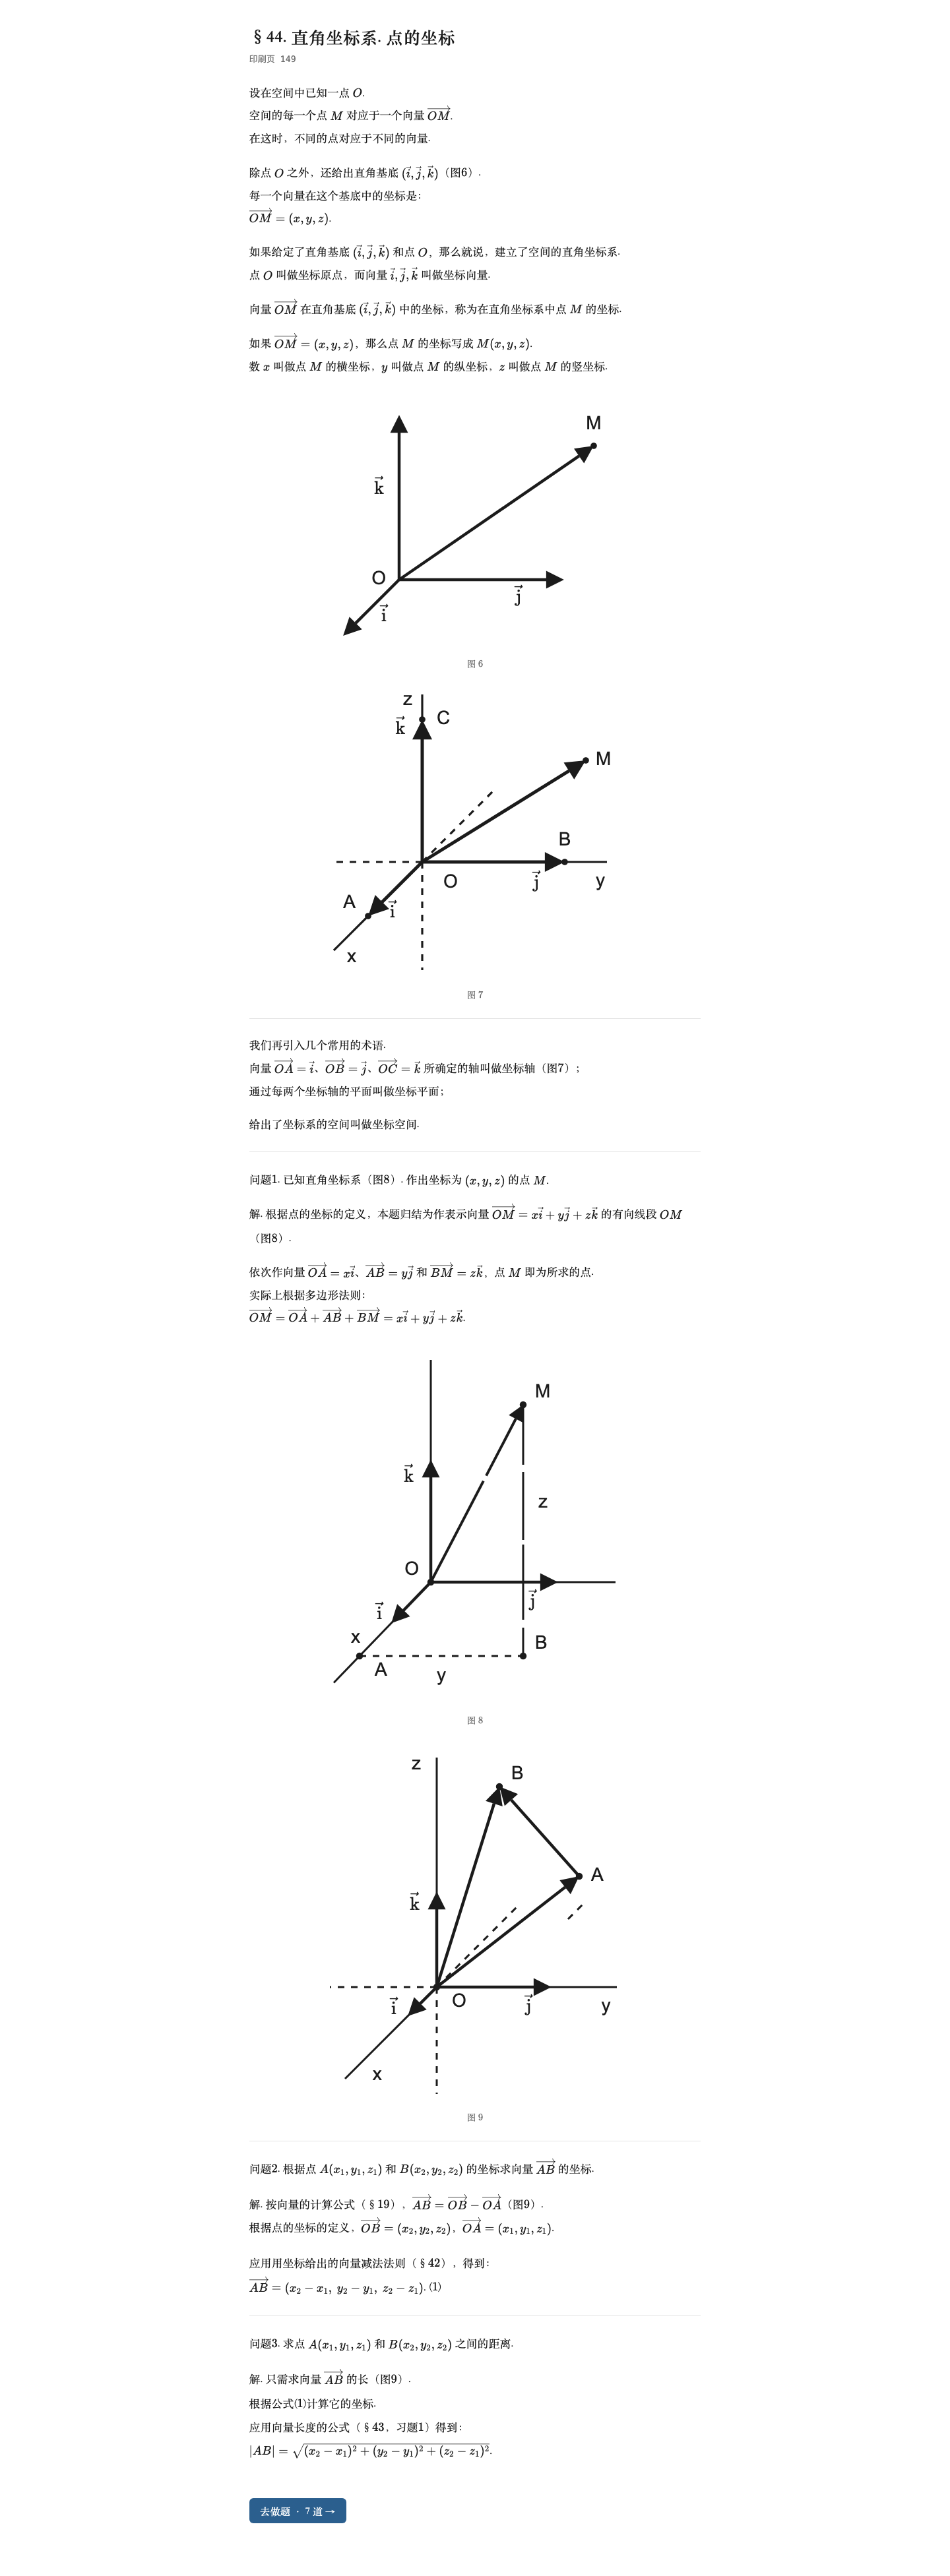 §44. 直角坐标系. 点的坐标
印刷页 149
设在空间中已知一点 O.
空间的每一个点 M 对应于一个向量 $\overrightarrow{OM}$.
在这时，不同的点对应于不同的向量.
除点 O 之外，还给出直角基底 $(\vec{i}, \vec{j}, \vec{k})$（图6）.
每一个向量在这个基底中的坐标是：
$\overrightarrow{OM} = (x, y, z)$.
如果给定了直角基底 $(\vec{i}, \vec{j}, \vec{k})$ 和点 O，那么就说，建立了空间的直角坐标系.
点 O 叫做坐标原点，而向量 $\vec{i}, \vec{j}, \vec{k}$ 叫做坐标向量.
向量 $\overrightarrow{OM}$ 在直角基底 $(\vec{i}, \vec{j}, \vec{k})$ 中的坐标，称为在直角坐标系中点 M 的坐标.
如果 $\overrightarrow{OM} = (x, y, z)$，那么点 M 的坐标写成 $M(x, y, z)$.
数 x 叫做点 M 的横坐标，y 叫做点 M 的纵坐标，z 叫做点 M 的竖坐标.
M
$\vec{k}$
O
$\vec{j}$
$\vec{i}$
图 6
z
C
$\vec{k}$
M
B
O
$\vec{j}$
y
A
$\vec{i}$
x
图 7
我们再引入几个常用的术语.
向量 $\overrightarrow{OA} = \vec{i}$、$\overrightarrow{OB} = \vec{j}$、$\overrightarrow{OC} = \vec{k}$ 所确定的轴叫做坐标轴（图7）；
通过每两个坐标轴的平面叫做坐标平面；
给出了坐标系的空间叫做坐标空间.
问题1. 已知直角坐标系（图8）. 作出坐标为 $(x, y, z)$ 的点 M.
解. 根据点的坐标的定义，本题归结为作表示向量 $\overrightarrow{OM} = x\vec{i} + y\vec{j} + z\vec{k}$ 的有向线段 OM
（图8）.
依次作向量 $\overrightarrow{OA} = x\vec{i}$、$\overrightarrow{AB} = y\vec{j}$ 和 $\overrightarrow{BM} = z\vec{k}$，点 M 即为所求的点.
实际上根据多边形法则：
$\overrightarrow{OM} = \overrightarrow{OA} + \overrightarrow{AB} + \overrightarrow{BM} = x\vec{i} + y\vec{j} + z\vec{k}$.
M
$\vec{k}$
z
O
$\vec{j}$
$\vec{i}$
x
B
A
y
图 8
z
B
A
$\vec{k}$
$\vec{i}$
O
$\vec{j}$
y
x
图 9
问题2. 根据点 $A(x_1, y_1, z_1)$ 和 $B(x_2, y_2, z_2)$ 的坐标求向量 $\overrightarrow{AB}$ 的坐标.
解. 按向量的计算公式（§19），$\overrightarrow{AB} = \overrightarrow{OB} - \overrightarrow{OA}$（图9）.
根据点的坐标的定义，$\overrightarrow{OB} = (x_2, y_2, z_2)$，$\overrightarrow{OA} = (x_1, y_1, z_1)$.
应用用坐标给出的向量减法法则（§42），得到：
$\overrightarrow{AB} = (x_2 - x_1,\ y_2 - y_1,\ z_2 - z_1)$. (1)
问题3. 求点 $A(x_1, y_1, z_1)$ 和 $B(x_2, y_2, z_2)$ 之间的距离.
解. 只需求向量 $\overrightarrow{AB}$ 的长（图9）.
根据公式(1)计算它的坐标.
应用向量长度的公式（§43，习题1）得到：
$|AB| = \sqrt{(x_2 - x_1)^2 + (y_2 - y_1)^2 + (z_2 - z_1)^2}$.
去做题 · 7 道 →